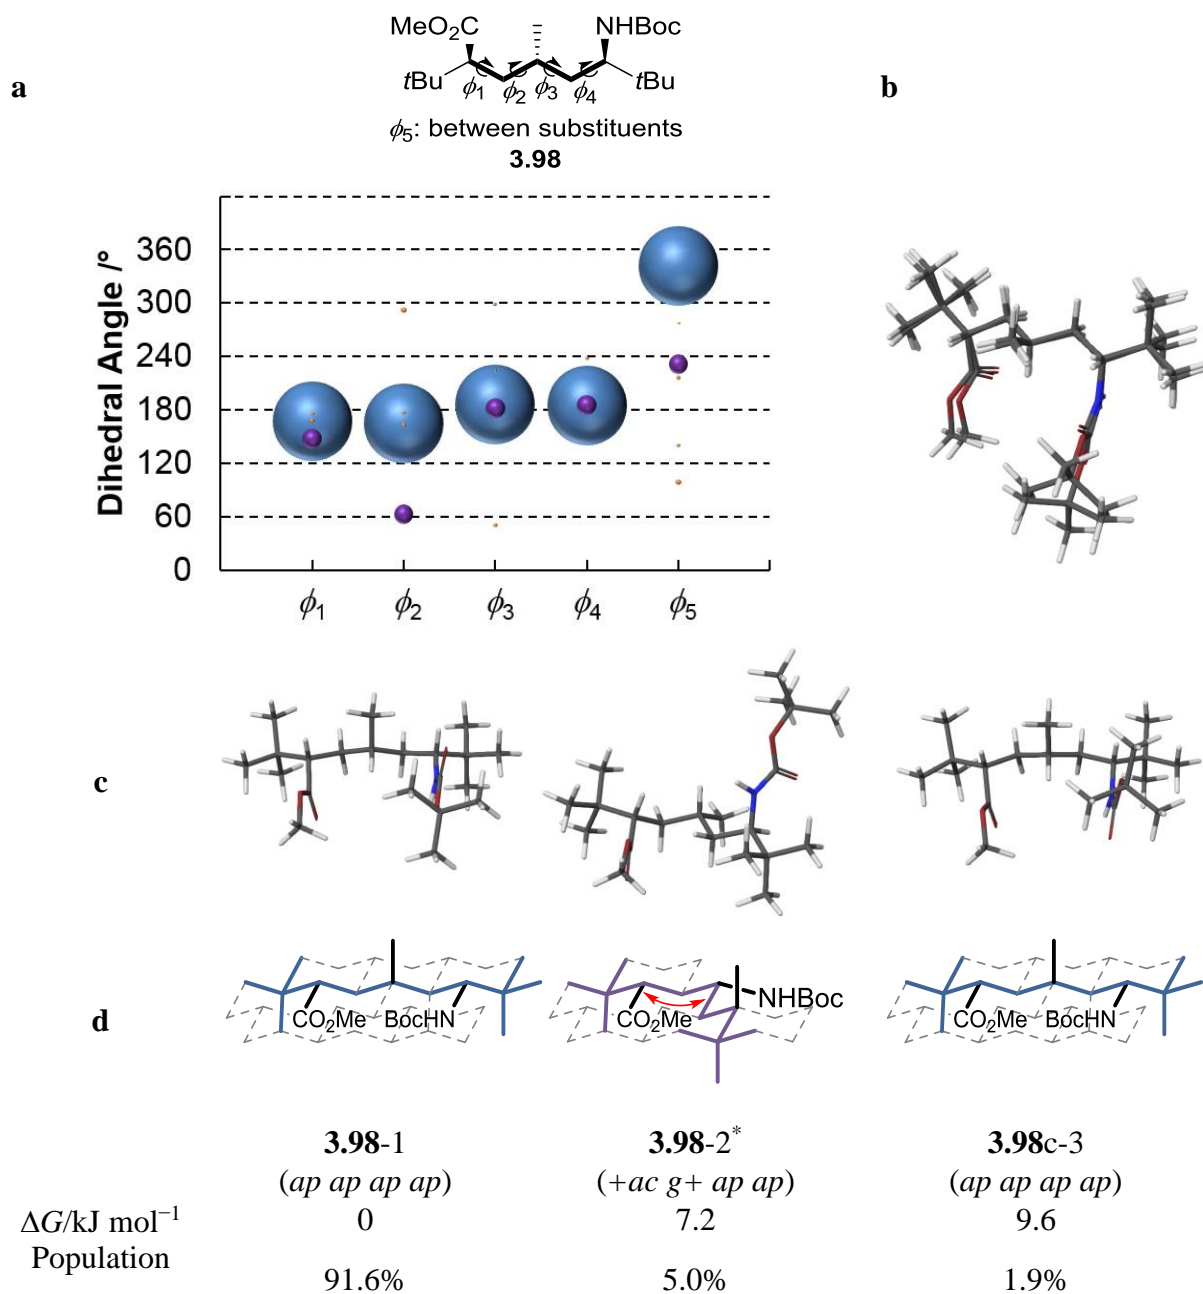 MeO₂C NHBoc
a b
tBu ϕ₁ ϕ₂ ϕ₃ ϕ₄ tBu
ϕ₅: between substituents
3.98
Dihedral Angle /°
360
300
240
180
120
60
0
ϕ₁ ϕ₂ ϕ₃ ϕ₄ ϕ₅
c
d
CO₂Me BocHN
NHBoc
CO₂Me
CO₂Me BocHN
3.98-1 3.98-2* 3.98c-3
(ap ap ap ap) (+ac g+ ap ap) (ap ap ap ap)
ΔG/kJ mol⁻¹ 0 7.2 9.6
Population
91.6% 5.0% 1.9%